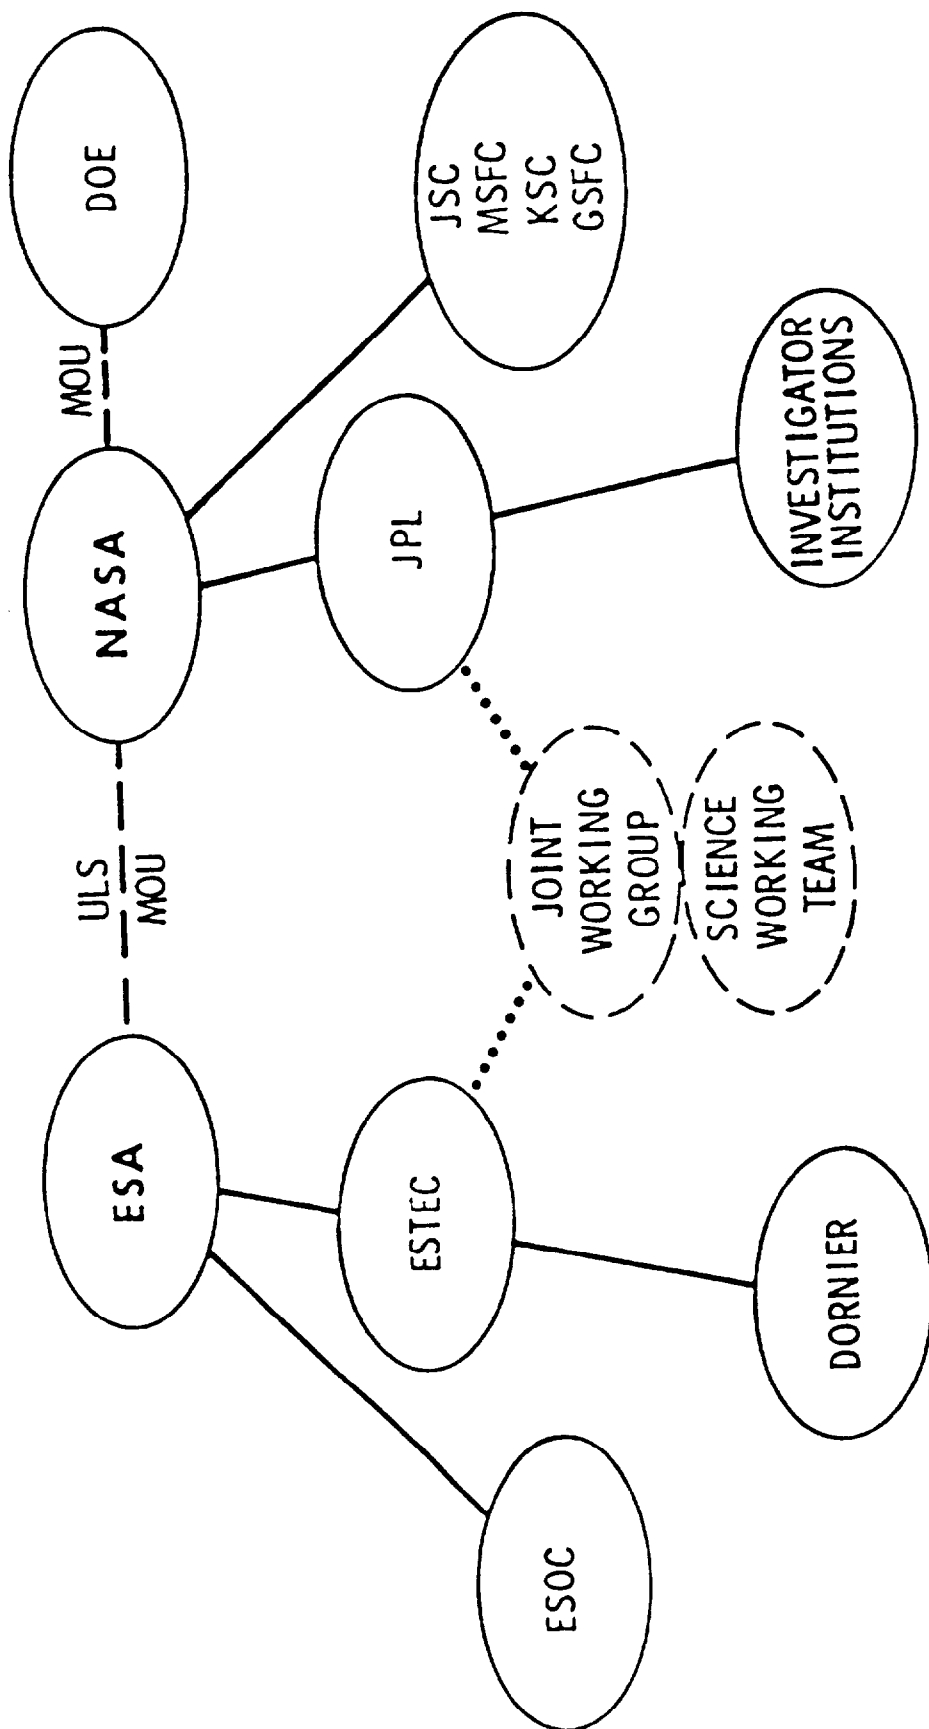 ESA
ULS
MOU
NASA
MOU
DOE
ESOC
ESTEC
JPL
JSC
MSFC
KSC
GSFC
JOINT
WORKING
GROUP
DORNIER
SCIENCE
WORKING
TEAM
INVESTIGATOR
INSTITUTIONS